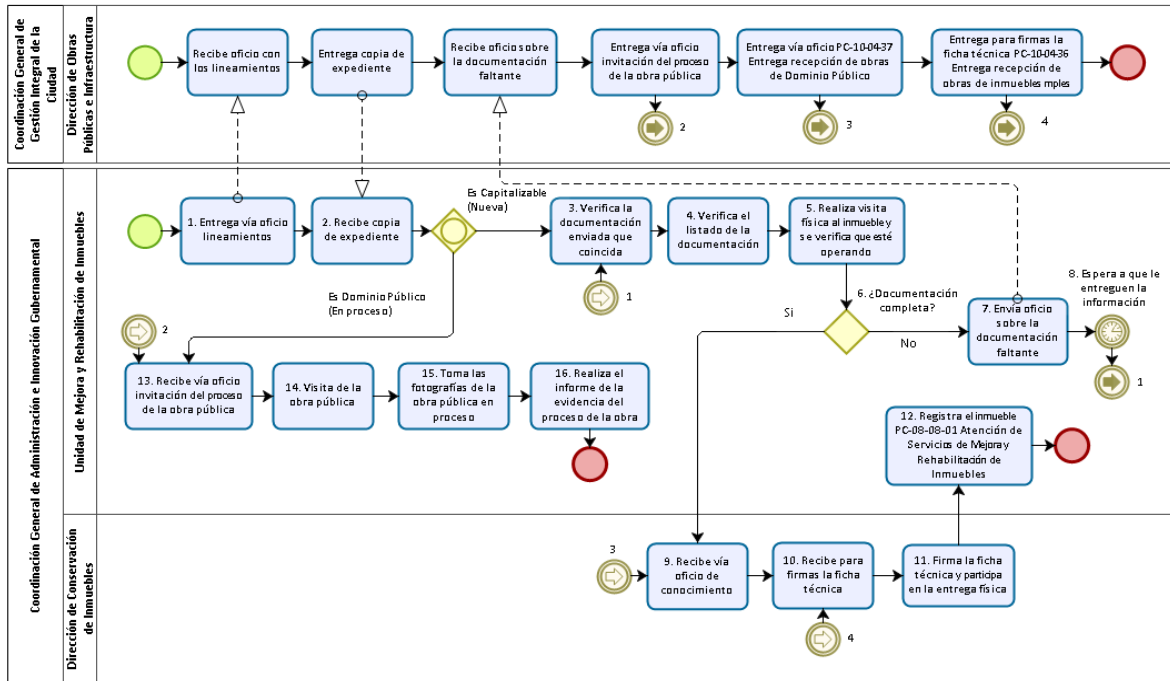 Coordinación General de
Gestión Integral de la
Ciudad
Dirección de Obras
Públicas e Infraestructura
Recibe oficio con
los lineamientos
Entrega copia de
expediente
Recibe oficio sobre
la documentación
faltante
Entrega vía oficio
invitación del proceso
de la obra pública
Entrega vía oficio PC-10-04-37
Entrega recepción de obras
de Dominio Público
Entrega para firmas la
ficha técnica PC-10-04-36
Entrega recepción de
obras de inmuebles mples
2
3
4
Coordinación General de Administración e Innovación Gubernamental
Unidad de Mejora y Rehabilitación de Inmuebles
1. Entrega vía oficio
lineamientos
2. Recibe copia
de expediente
Es Capitalizable
(Nueva)
3. Verifica la
documentación
enviada que
coincida
4. Verifica el
listado de la
documentación
5. Realiza visita
física al inmueble y
se verifica que esté
operando
1
Es Dominio Público
(En proceso)
6. ¿Documentación
completa?
Si
No
7. Envía oficio
sobre la
documentación
faltante
8. Espera a que le
entreguen la
información
1
2
13. Recibe vía oficio
invitación del proceso
de la obra pública
14. Visita de la
obra pública
15. Toma las
fotografías de la
obra pública en
proceso
16. Realiza el
informe de la
evidencia del
proceso de la obra
12. Registra el inmueble
PC-08-08-01 Atención de
Servicios de Mejora y
Rehabilitación de
Inmuebles
Dirección de Conservación
de Inmuebles
3
9. Recibe vía
oficio de
conocimiento
10. Recibe para
firmas la ficha
técnica
11. Firma la ficha
técnica y participa
en la entrega física
4